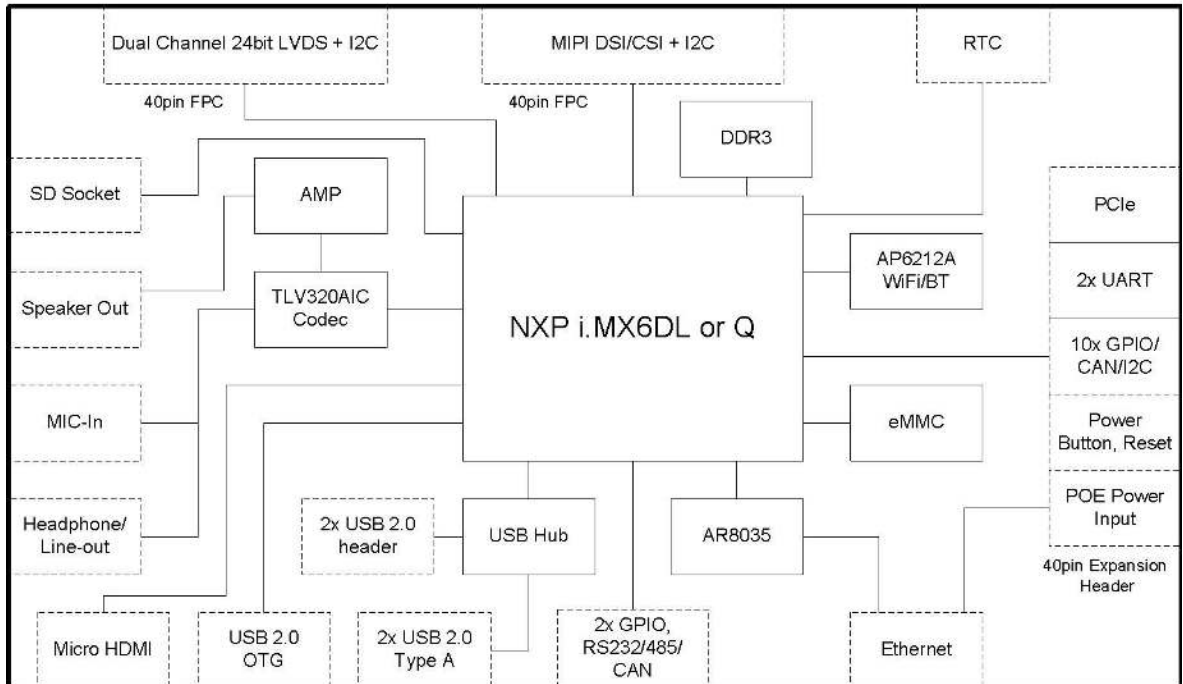 Dual Channel 24bit LVDS + I2C
MIPI DSI/CSI + I2C
RTC
40pin FPC
40pin FPC
DDR3
SD Socket
AMP
PCIe
AP6212A
WiFi/BT
2x UART
Speaker Out
TLV320AIC
Codec
NXP i.MX6DL or Q
10x GPIO/
CAN/I2C
MIC-In
eMMC
Power
Button, Reset
Headphone/
Line-out
2x USB 2.0
header
USB Hub
AR8035
POE Power
Input
40pin Expansion
Header
Micro HDMI
USB 2.0
OTG
2x USB 2.0
Type A
2x GPIO,
RS232/485/
CAN
Ethernet